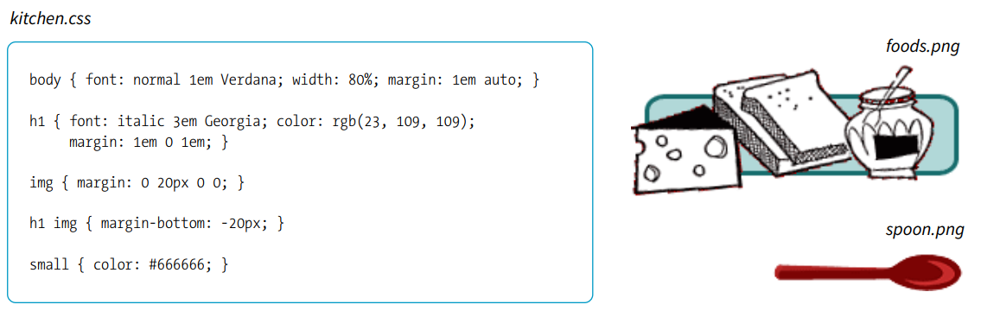 kitchen.css
body { font: normal 1em Verdana; width: 80%; margin: 1em auto; }
h1 { font: italic 3em Georgia; color: rgb(23, 109, 109);
margin: 1em 0 1em; }
img { margin: 0 20px 0 0; }
h1 img { margin-bottom: -20px; }
small { color: #666666; }
foods.png
spoon.png